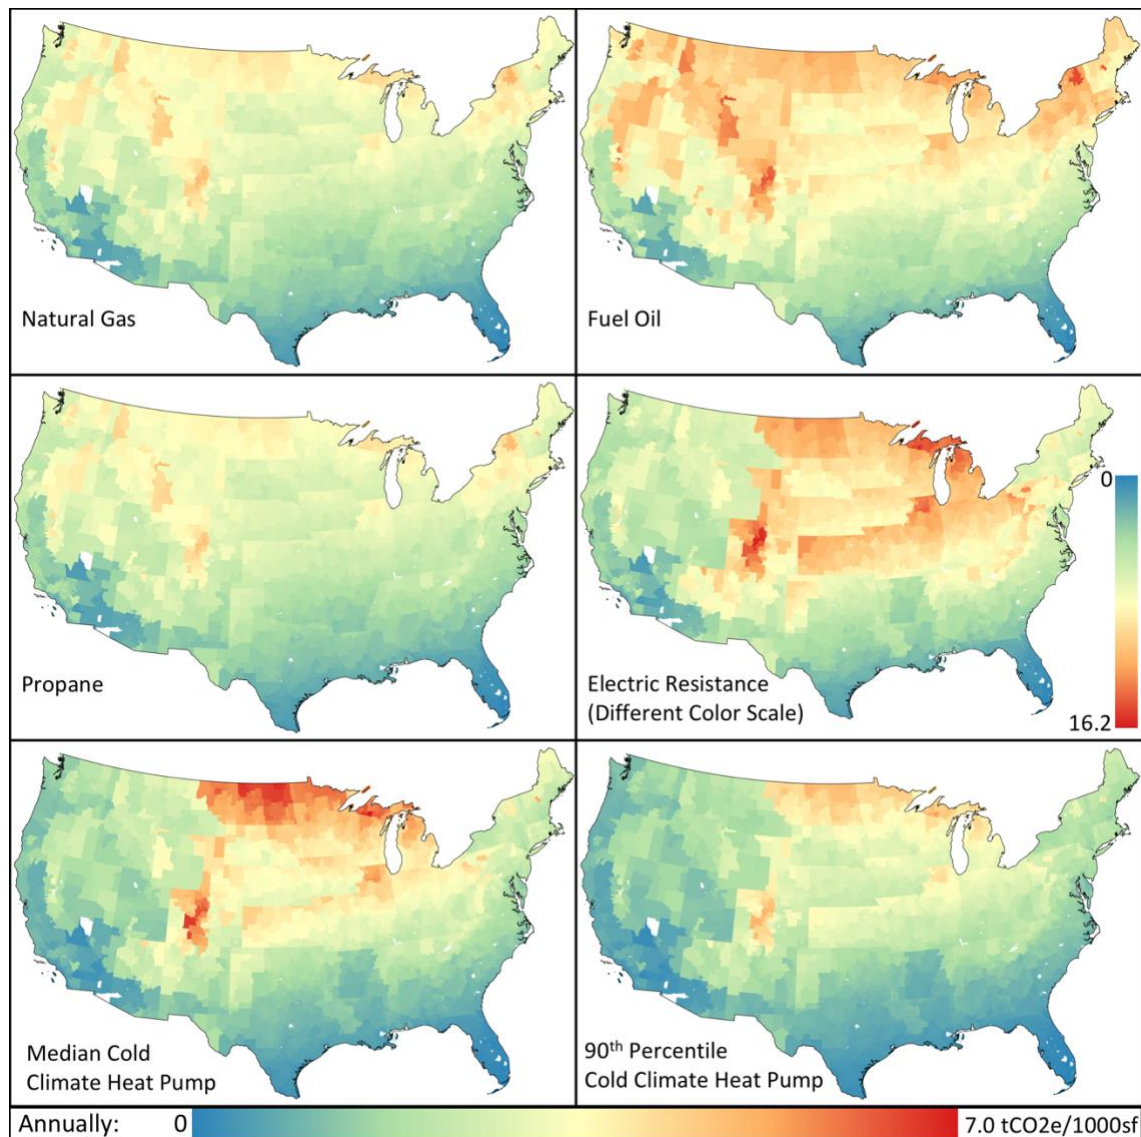 Natural Gas
Fuel Oil
Propane
Electric Resistance
(Different Color Scale)
0
16.2
Median Cold
Climate Heat Pump
90th Percentile
Cold Climate Heat Pump
Annually: 0 7.0 tCO2e/1000sf